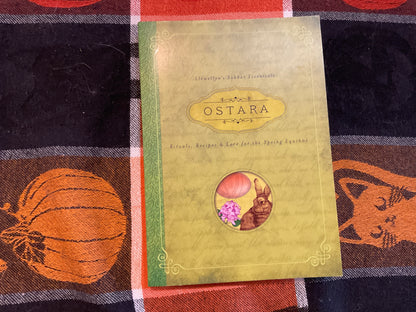 Llewellyn's Sabbat Essentials
OSTARA
Rituals, Recipes & Lore for the Spring Equinox